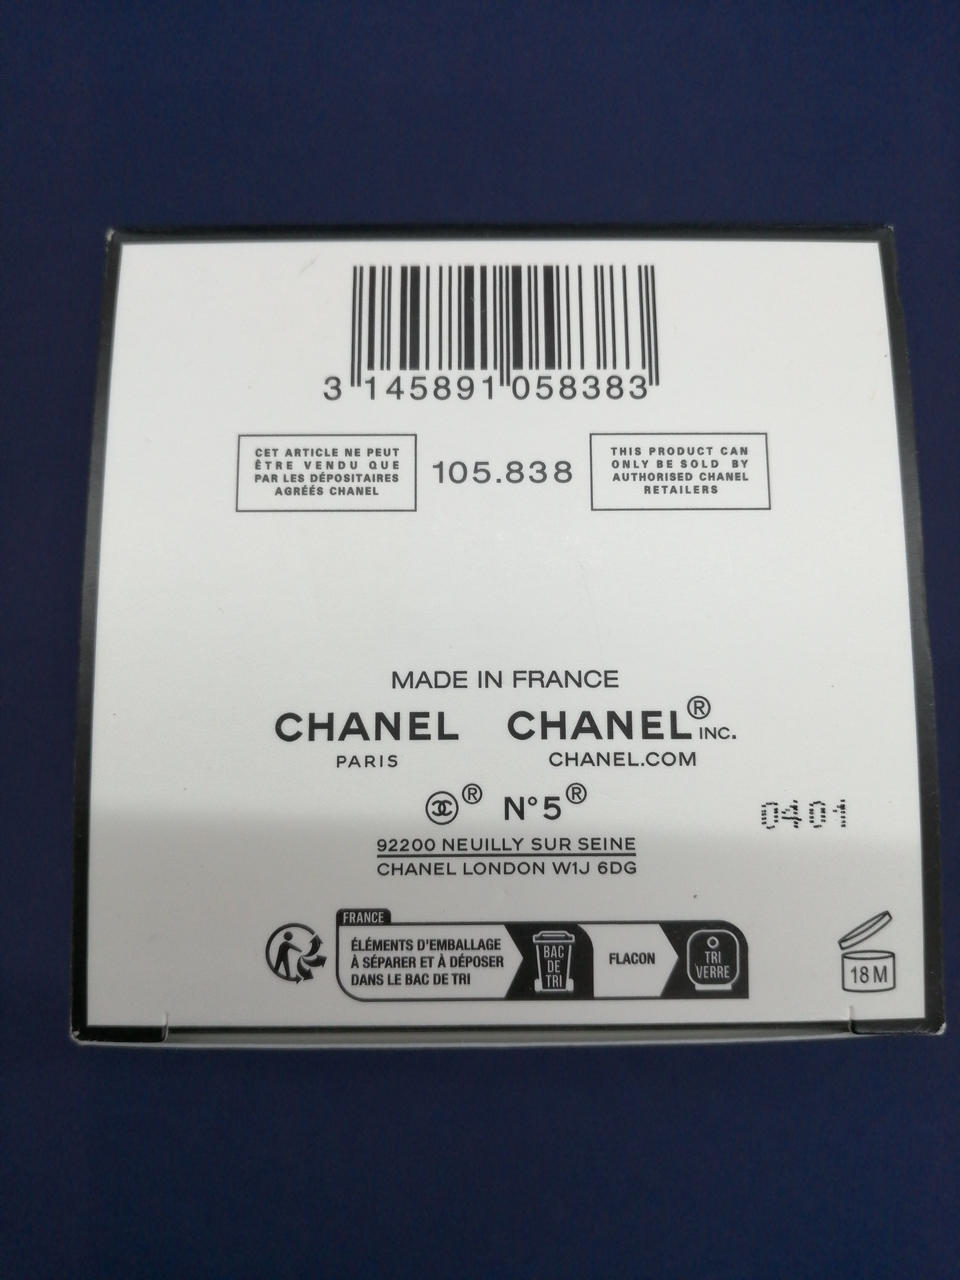 3 145891 058383
CET ARTICLE NE PEUT
ÊTRE VENDU QUE
PAR LES DÉPOSITAIRES
AGRÉÉS CHANEL
105.838
THIS PRODUCT CAN
ONLY BE SOLD BY
AUTHORISED CHANEL
RETAILERS
MADE IN FRANCE
CHANEL
PARIS
CHANEL® INC.
CHANEL.COM
® N°5®
0401
92200 NEUILLY SUR SEINE
CHANEL LONDON W1J 6DG
FRANCE
ÉLÉMENTS D'EMBALLAGE
À SÉPARER ET À DÉPOSER
DANS LE BAC DE TRI
BAC
DE
TRI
FLACON
TRI
VERRE
18 M